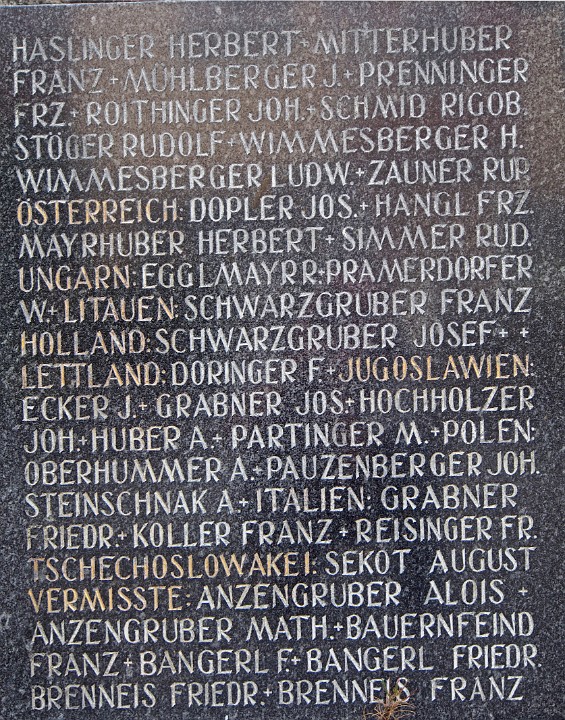 HASLINGER HERBERT+MITTERHUBER
FRANZ+MÜHLBERGER J.+PRENNINGER
FRZ.+ROITHINGER JOH.+SCHMID RIGOB.
STÖGER RUDOLF+WIMMESBERGER H.
WIMMESBERGER LUDW.+ZAUNER RUP.
ÖSTERREICH: DOPLER JOS.+HANGL FRZ.
MAYRHUBER HERBERT+SIMMER RUD.
UNGARN: EGGLMAYR R.:PRAMERDORFER
W+LITAUEN: SCHWARZGRUBER FRANZ
HOLLAND: SCHWARZGRUBER JOSEF+ +
LETTLAND: DORINGER F.+JUGOSLAWIEN:
ECKER J.+GRABNER JOS.+HOCHHOLZER
JOH.+HUBER A+PARTINGER M.+POLEN:
OBERHUMMER A.+PAUZENBERGER JOH.
STEINSCHNAK A.+ITALIEN: GRABNER
FRIEDR.+KOLLER FRANZ+REISINGER FR.
TSCHECHOSLOWAKEI: SEKOT AUGUST
VERMISSTE: ANZENGRUBER ALOIS +
ANZENGRUBER MATH.+BAUERNFEIND
FRANZ+BANGERL F.+BANGERL FRIEDR.
BRENNEIS FRIEDR.+BRENNEIS FRANZ